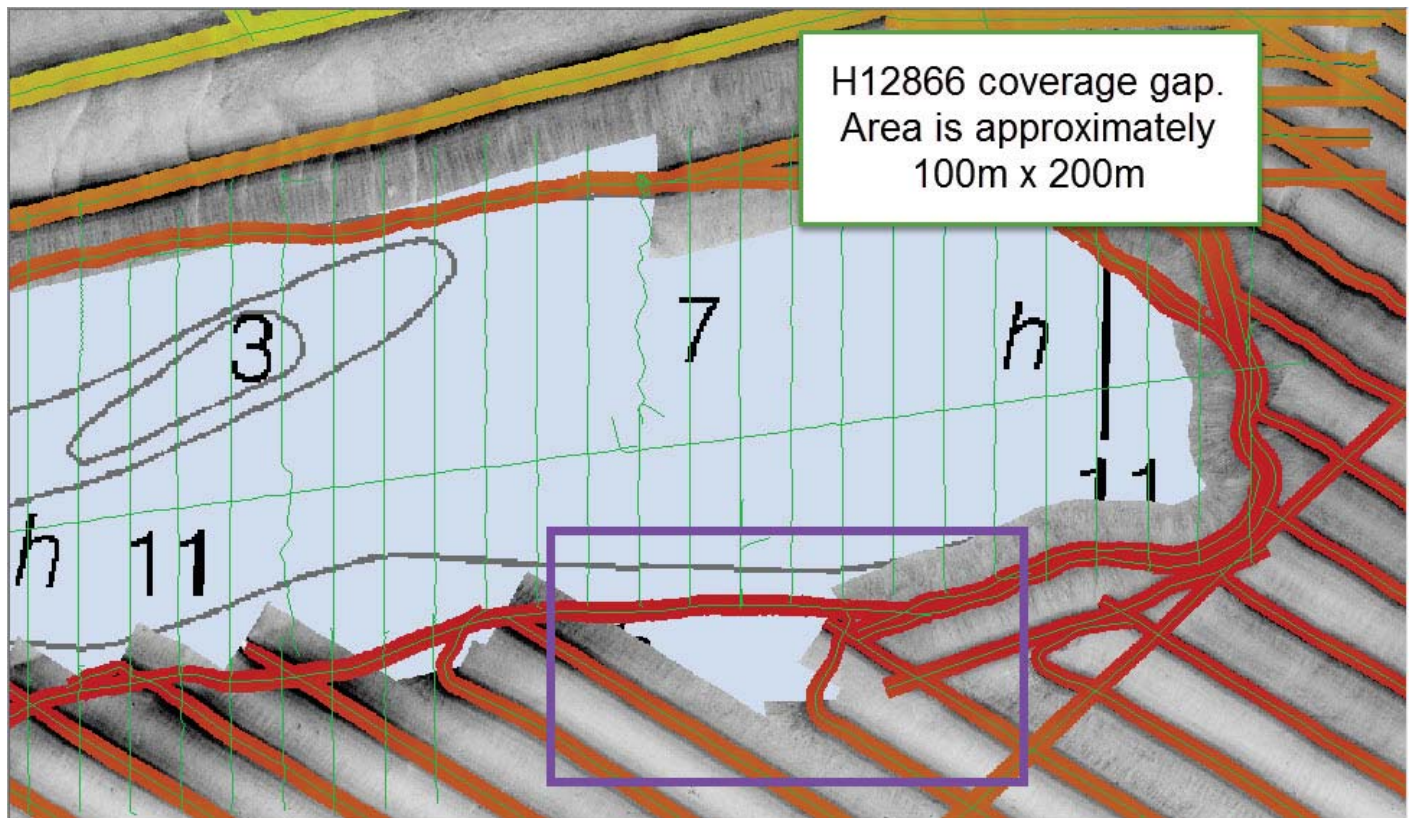 H12866 coverage gap.
Area is approximately
100m x 200m
3
7
h
11
h
11